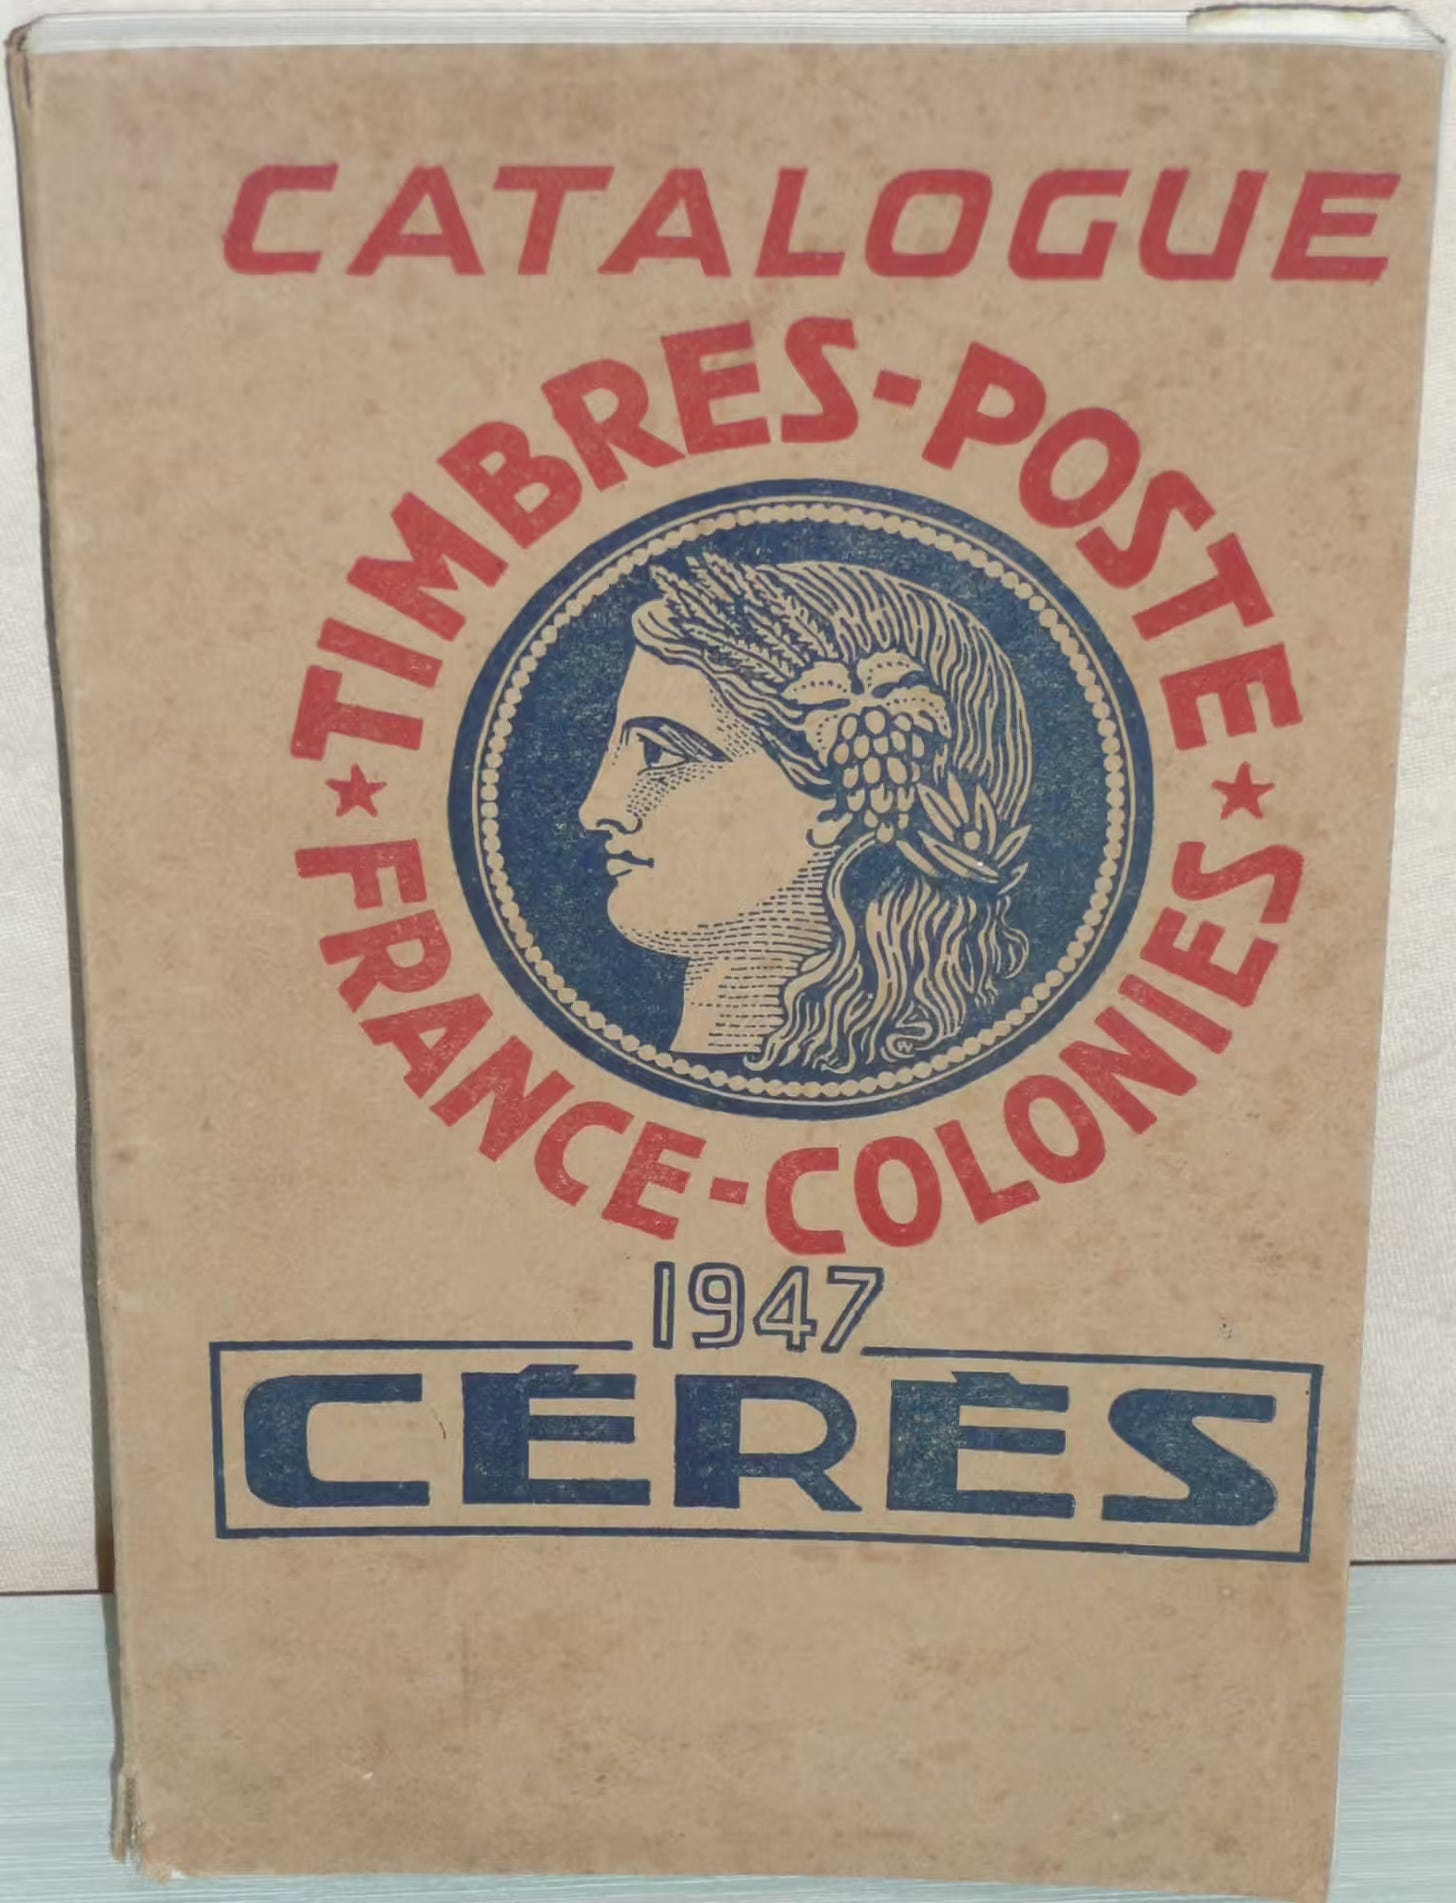 CATALOGUE
TIMBRES-POSTE
FRANCE-COLONIES
1947
CÉRÈS